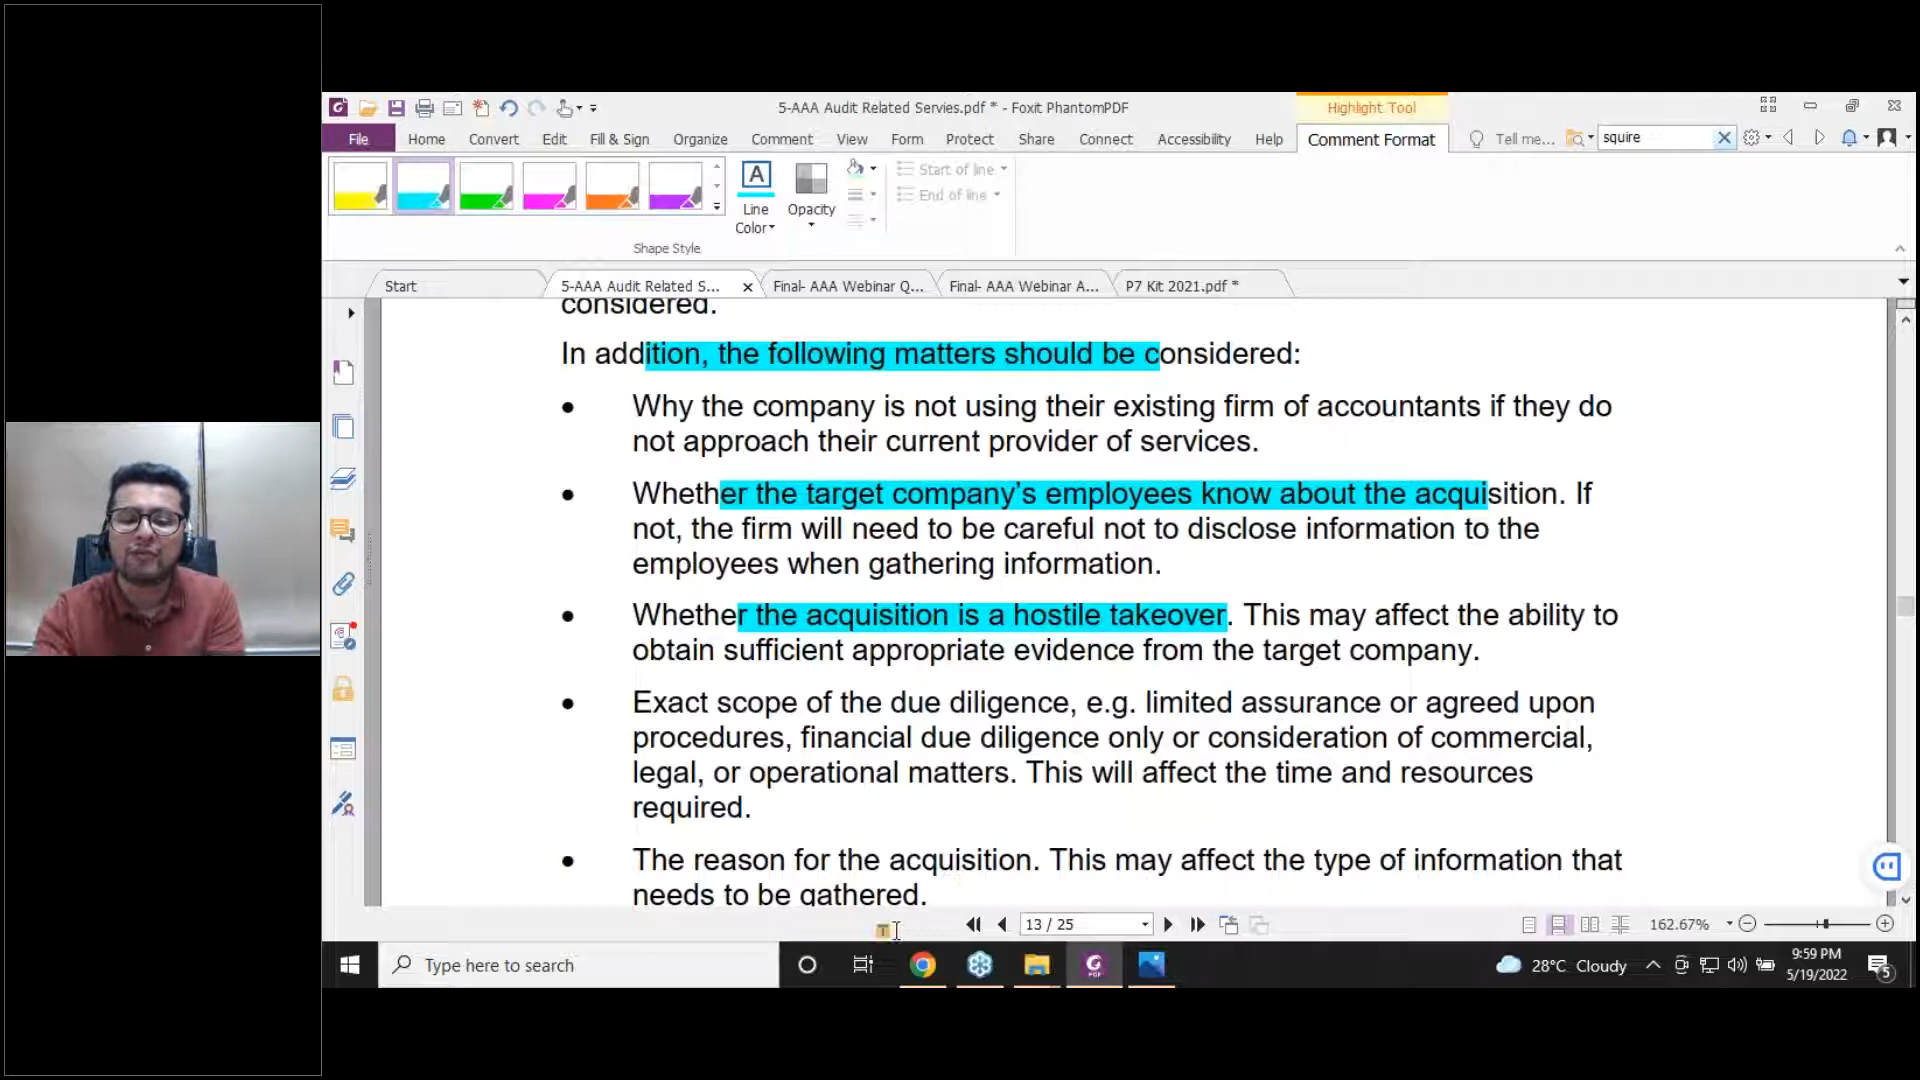 5-AAA Audit Related Servies.pdf * - Foxit PhantomPDF
Highlight Tool
File
Home
Convert
Edit
Fill & Sign
Organize
Comment
View
Form
Protect
Share
Connect
Accessibility
Help
Comment Format
Tell me...
squire
A
Line
Color
Opacity
Start of line
End of line
Shape Style
Start
5-AAA Audit Related S...
Final- AAA Webinar Q...
Final- AAA Webinar A...
P7 Kit 2021.pdf *
considered.
In addition, the following matters should be considered:
• Why the company is not using their existing firm of accountants if they do
not approach their current provider of services.
• Whether the target company’s employees know about the acquisition. If
not, the firm will need to be careful not to disclose information to the
employees when gathering information.
• Whether the acquisition is a hostile takeover. This may affect the ability to
obtain sufficient appropriate evidence from the target company.
• Exact scope of the due diligence, e.g. limited assurance or agreed upon
procedures, financial due diligence only or consideration of commercial,
legal, or operational matters. This will affect the time and resources
required.
• The reason for the acquisition. This may affect the type of information that
needs to be gathered.
13 / 25
162.67%
Type here to search
28°C Cloudy
9:59 PM
5/19/2022
5